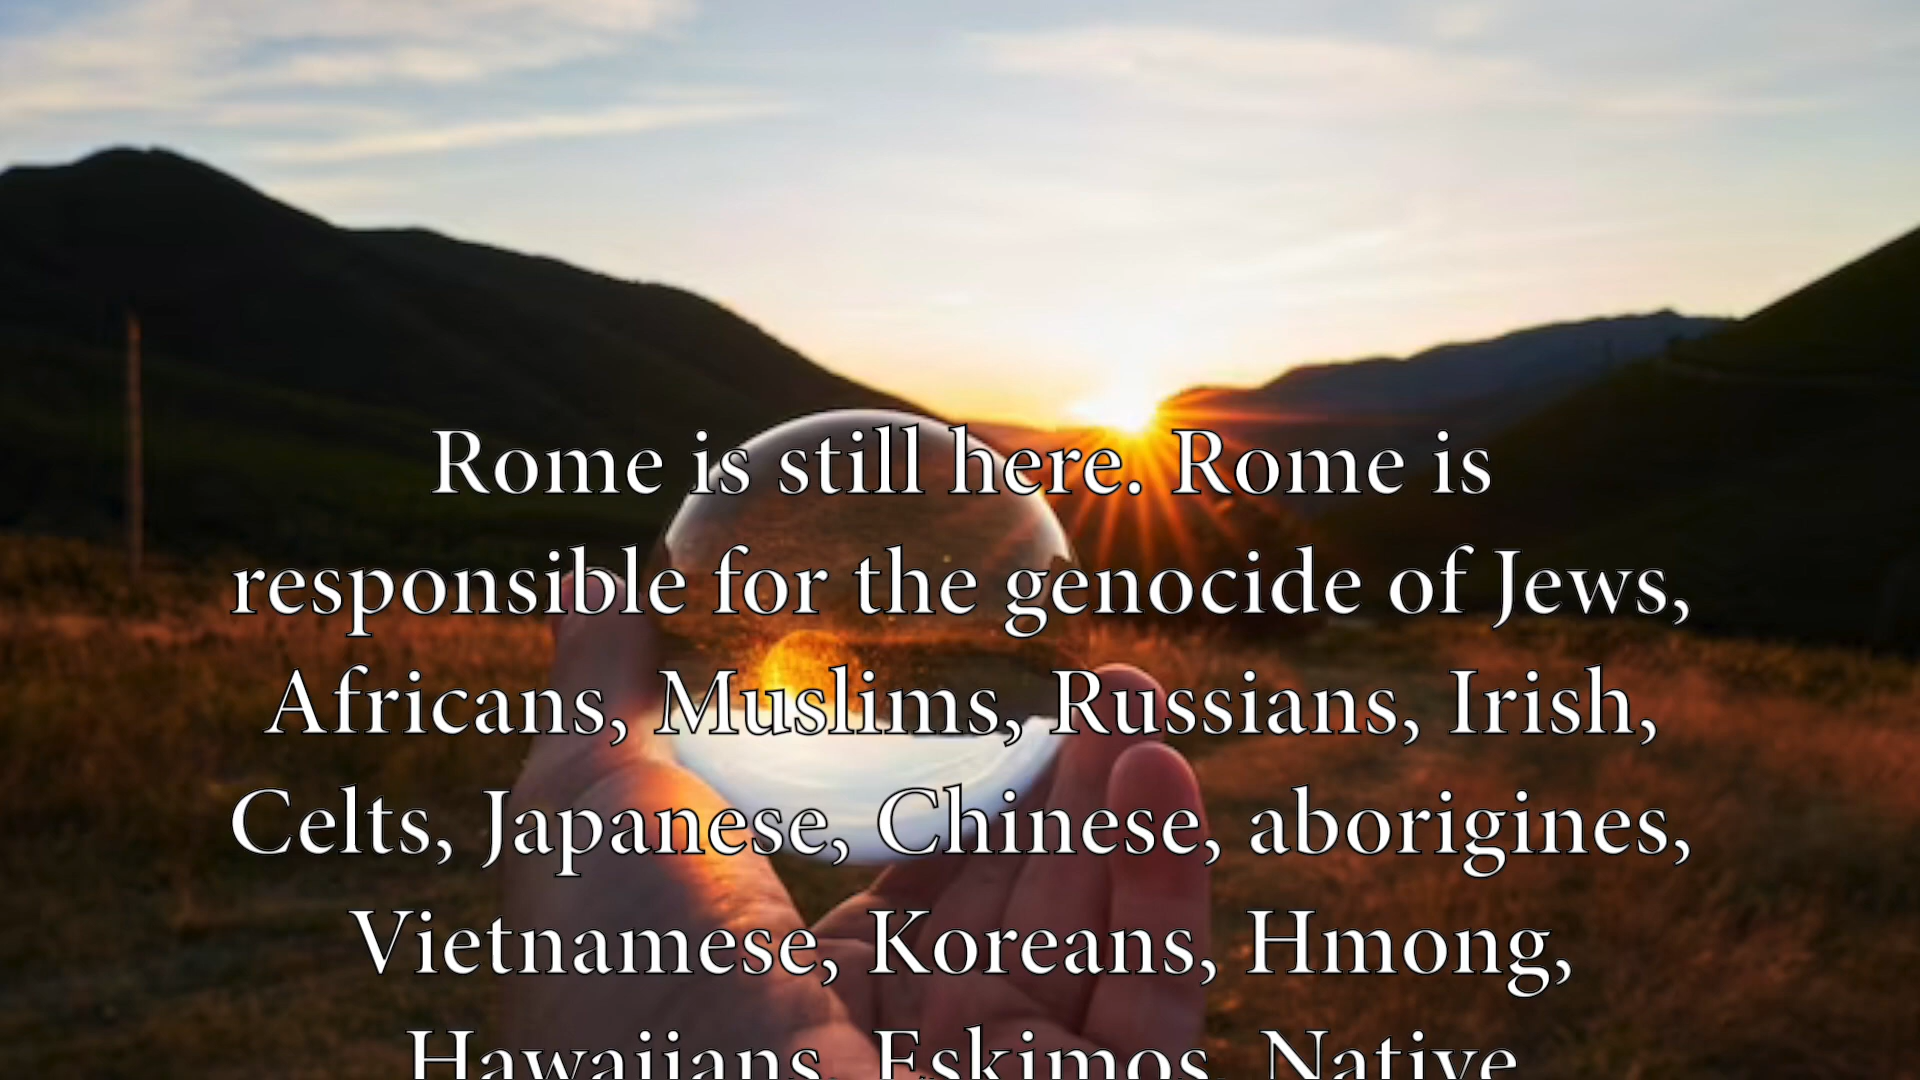 Rome is still here. Rome is
responsible for the genocide of Jews,
Africans, Muslims, Russians, Irish,
Celts, Japanese, Chinese, aborigines,
Vietnamese, Koreans, Hmong,
Hawaiians, Eskimos, Native